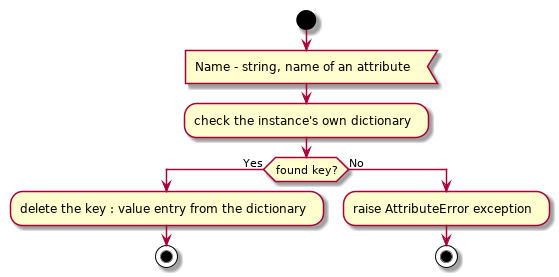 Name - string, name of an attribute
check the instance's own dictionary
found key?
Yes
No
delete the key : value entry from the dictionary
raise AttributeError exception